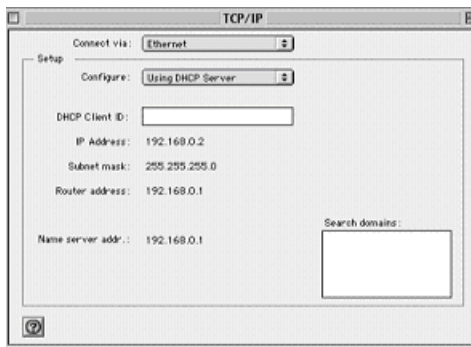 TCP/IP
Connect via: Ethernet
Setup
Configure: Using DHCP Server
DHCP Client ID:
IP Address: 192.168.0.2
Subnet mask: 255.255.255.0
Router address: 192.168.0.1
Search domains:
Name server addr.: 192.168.0.1
?